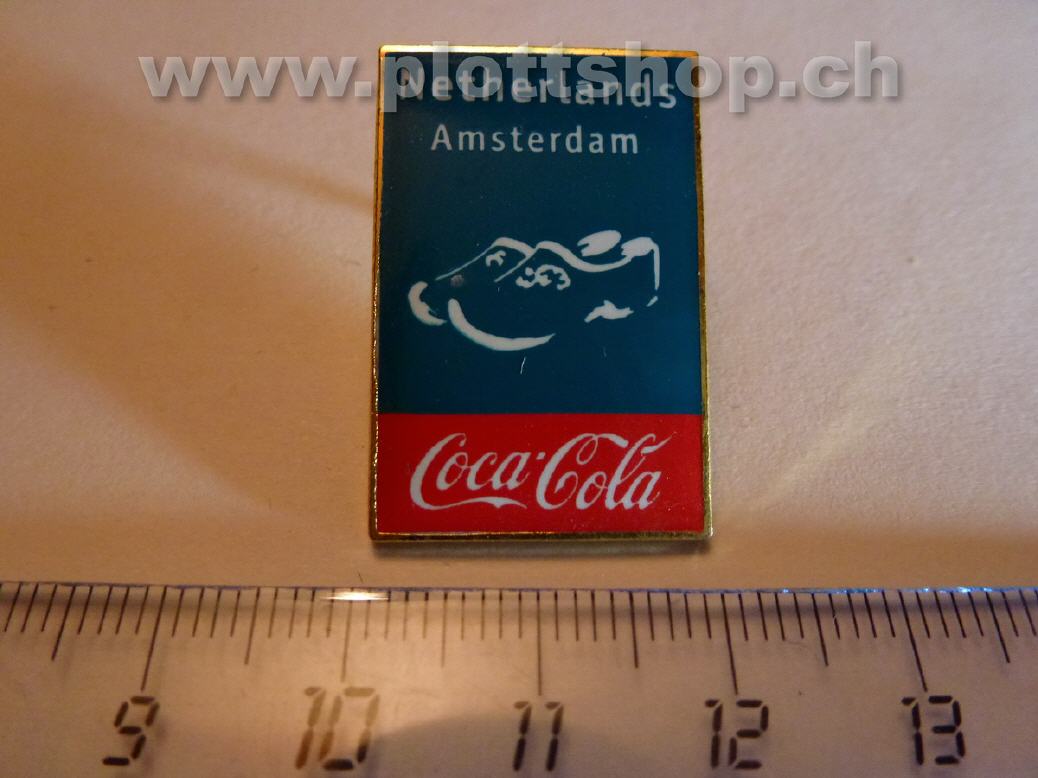 www.plottshop.ch
Netherlands
Amsterdam
Coca-Cola
9 10 11 12 13